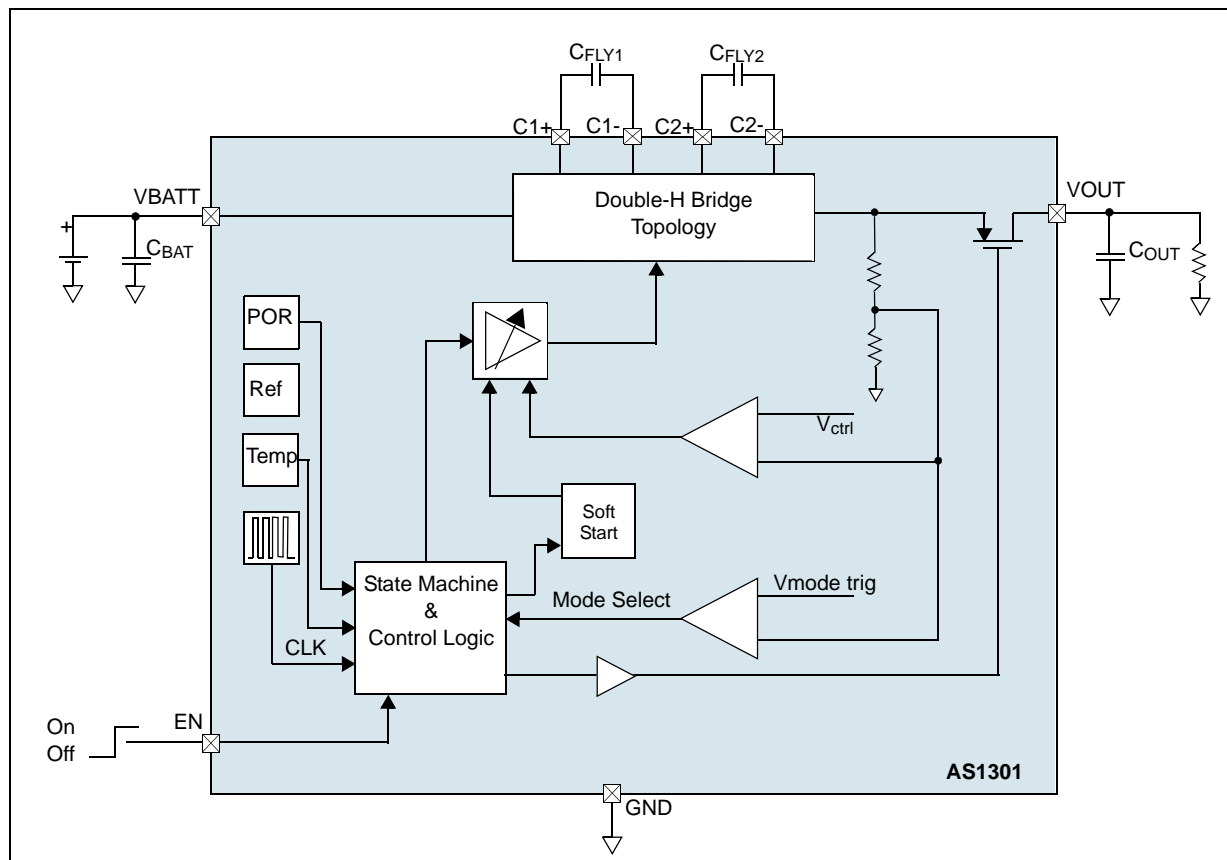 CFLY1
CFLY2
C1+
C1-
C2+
C2-
VBATT
Double-H Bridge
Topology
VOUT
+
CBAT
COUT
POR
Ref
Vctrl
Temp
Soft
Start
State Machine
&
Control Logic
Mode Select
Vmode trig
CLK
On
Off
EN
AS1301
GND